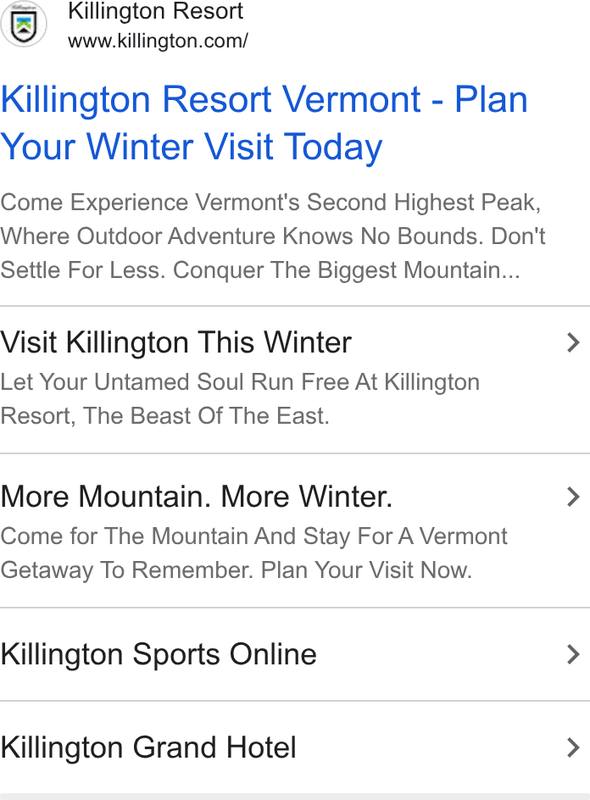 Killington Resort
www.killington.com/
Killington Resort Vermont - Plan
Your Winter Visit Today
Come Experience Vermont's Second Highest Peak,
Where Outdoor Adventure Knows No Bounds. Don't
Settle For Less. Conquer The Biggest Mountain...
Visit Killington This Winter
Let Your Untamed Soul Run Free At Killington
Resort, The Beast Of The East.
More Mountain. More Winter.
Come for The Mountain And Stay For A Vermont
Getaway To Remember. Plan Your Visit Now.
Killington Sports Online
Killington Grand Hotel